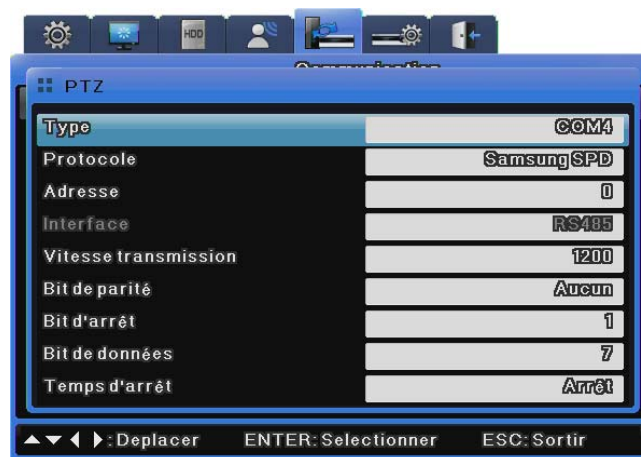 HDD
PTZ
Type COM4
Protocole Samsung SPD
Adresse 0
Interface RS485
Vitesse transmission 1200
Bit de parité Aucun
Bit d'arrêt 1
Bit de données 7
Temps d'arrêt Arrêt
▲▼◀▶:Deplacer ENTER:Selectionner ESC:Sortir